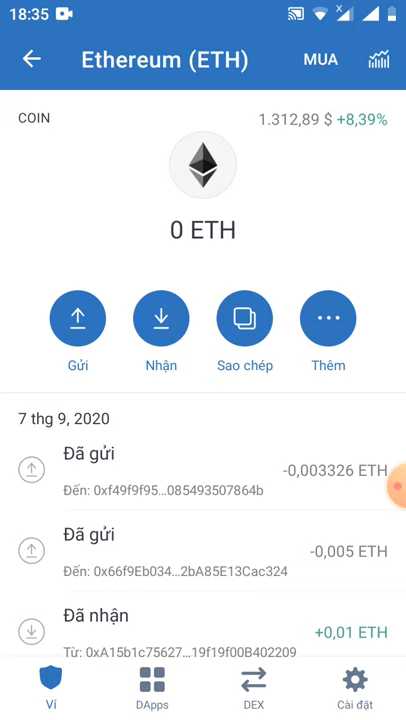 18:35
Ethereum (ETH) MUA
COIN 1.312,89 $ +8,39%
0 ETH
Gửi Nhận Sao chép Thêm
7 thg 9, 2020
Đã gửi
-0,003326 ETH
Đến: 0xf49f9f95...085493507864b
Đã gửi
-0,005 ETH
Đến: 0x66f9Eb034...2bA85E13Cac324
Đã nhận
+0,01 ETH
Từ: 0xA15b1c75627...19f19f00B402209
Ví DApps DEX Cài đặt